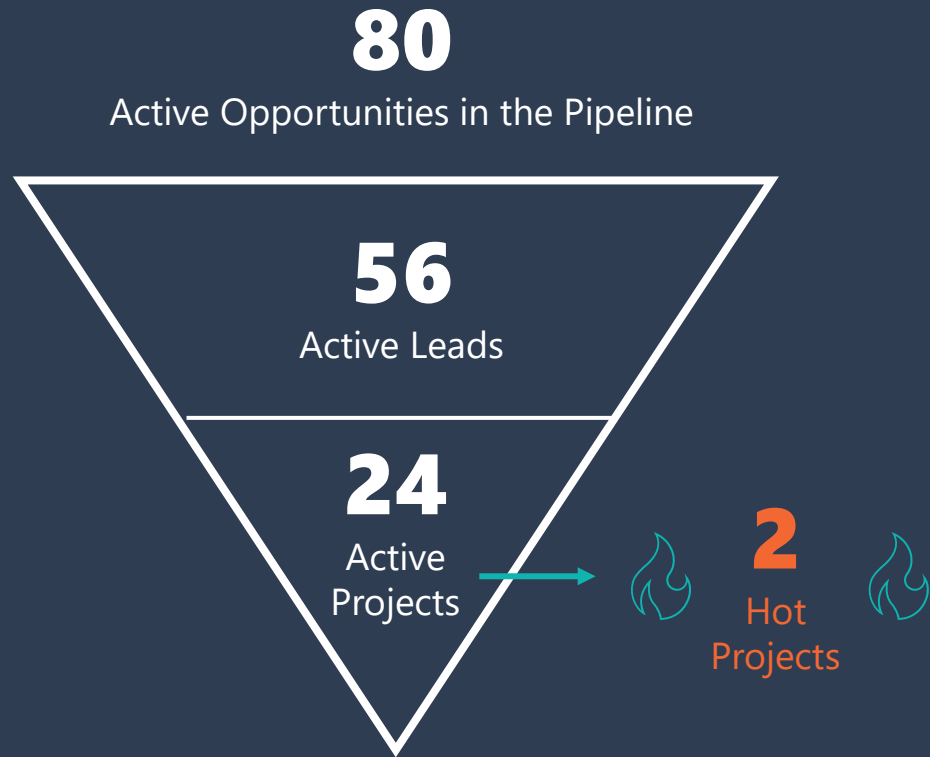 80
Active Opportunities in the Pipeline
56
Active Leads
24
Active
Projects
2
Hot
Projects